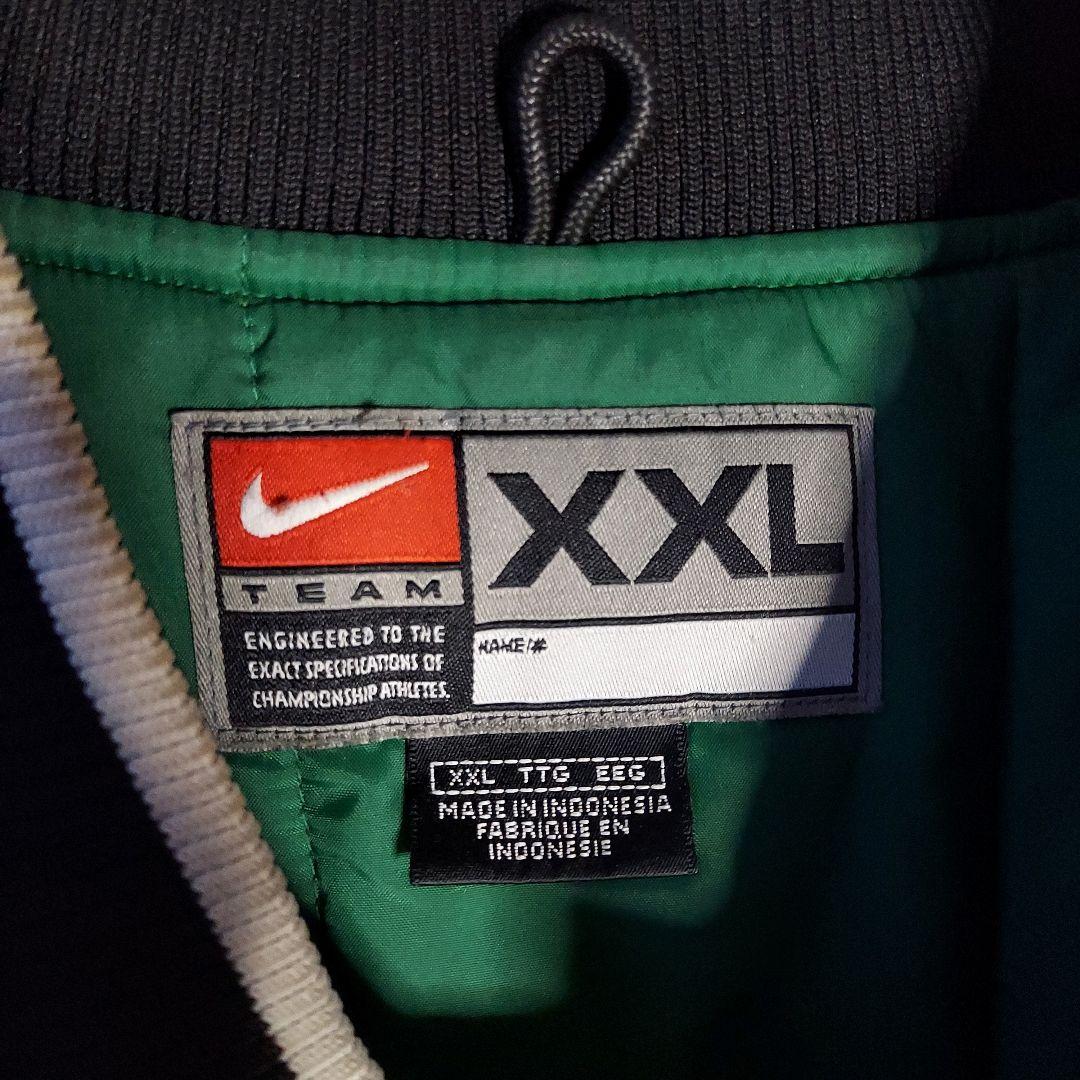 XXL
TEAM
ENGINEERED TO THE
EXACT SPECIFICATIONS OF
CHAMPIONSHIP ATHLETES.
NAME/#
XXL TTG EEG
MADE IN INDONESIA
FABRIQUE EN
INDONESIE